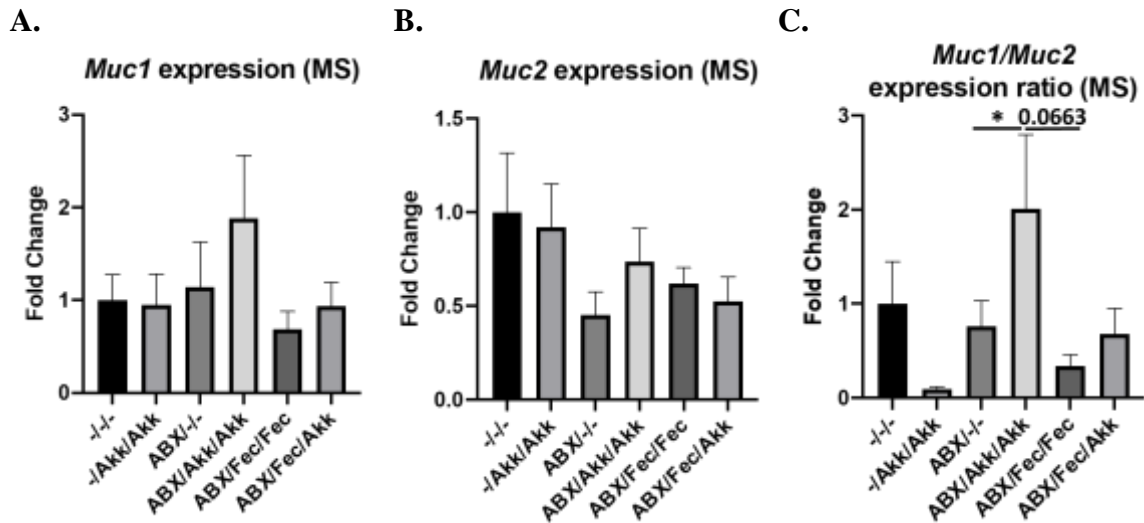 A.
Muc1 expression (MS)
Fold Change
3
2
1
0
-/-/-
-/Akk/Akk
ABX/-/-
ABX/Akk/Akk
ABX/Fec/Fec
ABX/Fec/Akk
B.
Muc2 expression (MS)
Fold Change
1.5
1.0
0.5
0.0
-/-/-
-/Akk/Akk
ABX/-/-
ABX/Akk/Akk
ABX/Fec/Fec
ABX/Fec/Akk
C.
Muc1/Muc2
expression ratio (MS)
Fold Change
3
2
1
0
* 0.0663
-/-/-
-/Akk/Akk
ABX/-/-
ABX/Akk/Akk
ABX/Fec/Fec
ABX/Fec/Akk